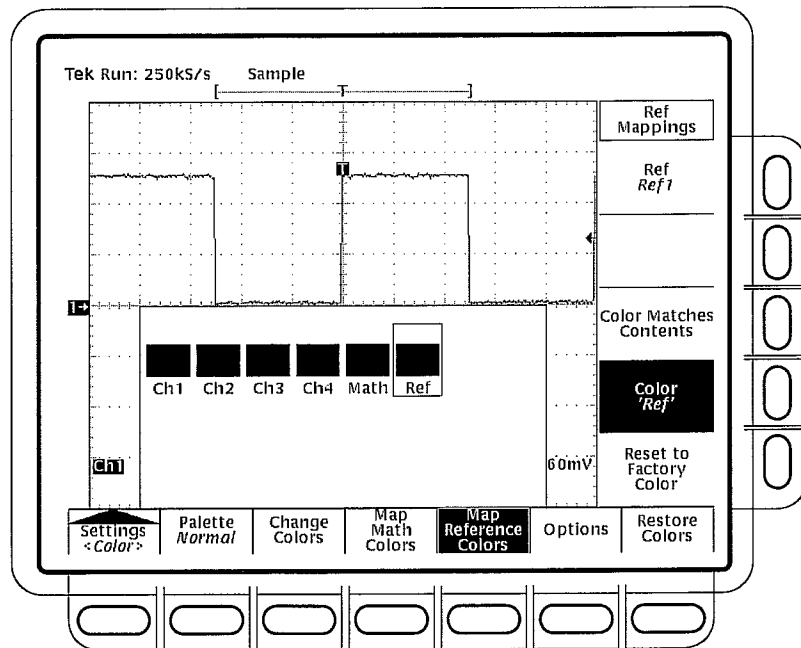 Tek Run: 250kS/s Sample
Ref
Mappings
T
Ref
Ref1
1
Color Matches
Contents
Ch1 Ch2 Ch3 Ch4 Math Ref
Color
'Ref'
Ch1
60mV
Reset to
Factory
Color
Settings
<Color>
Palette
Normal
Change
Colors
Map
Math
Colors
Map
Reference
Colors
Options
Restore
Colors